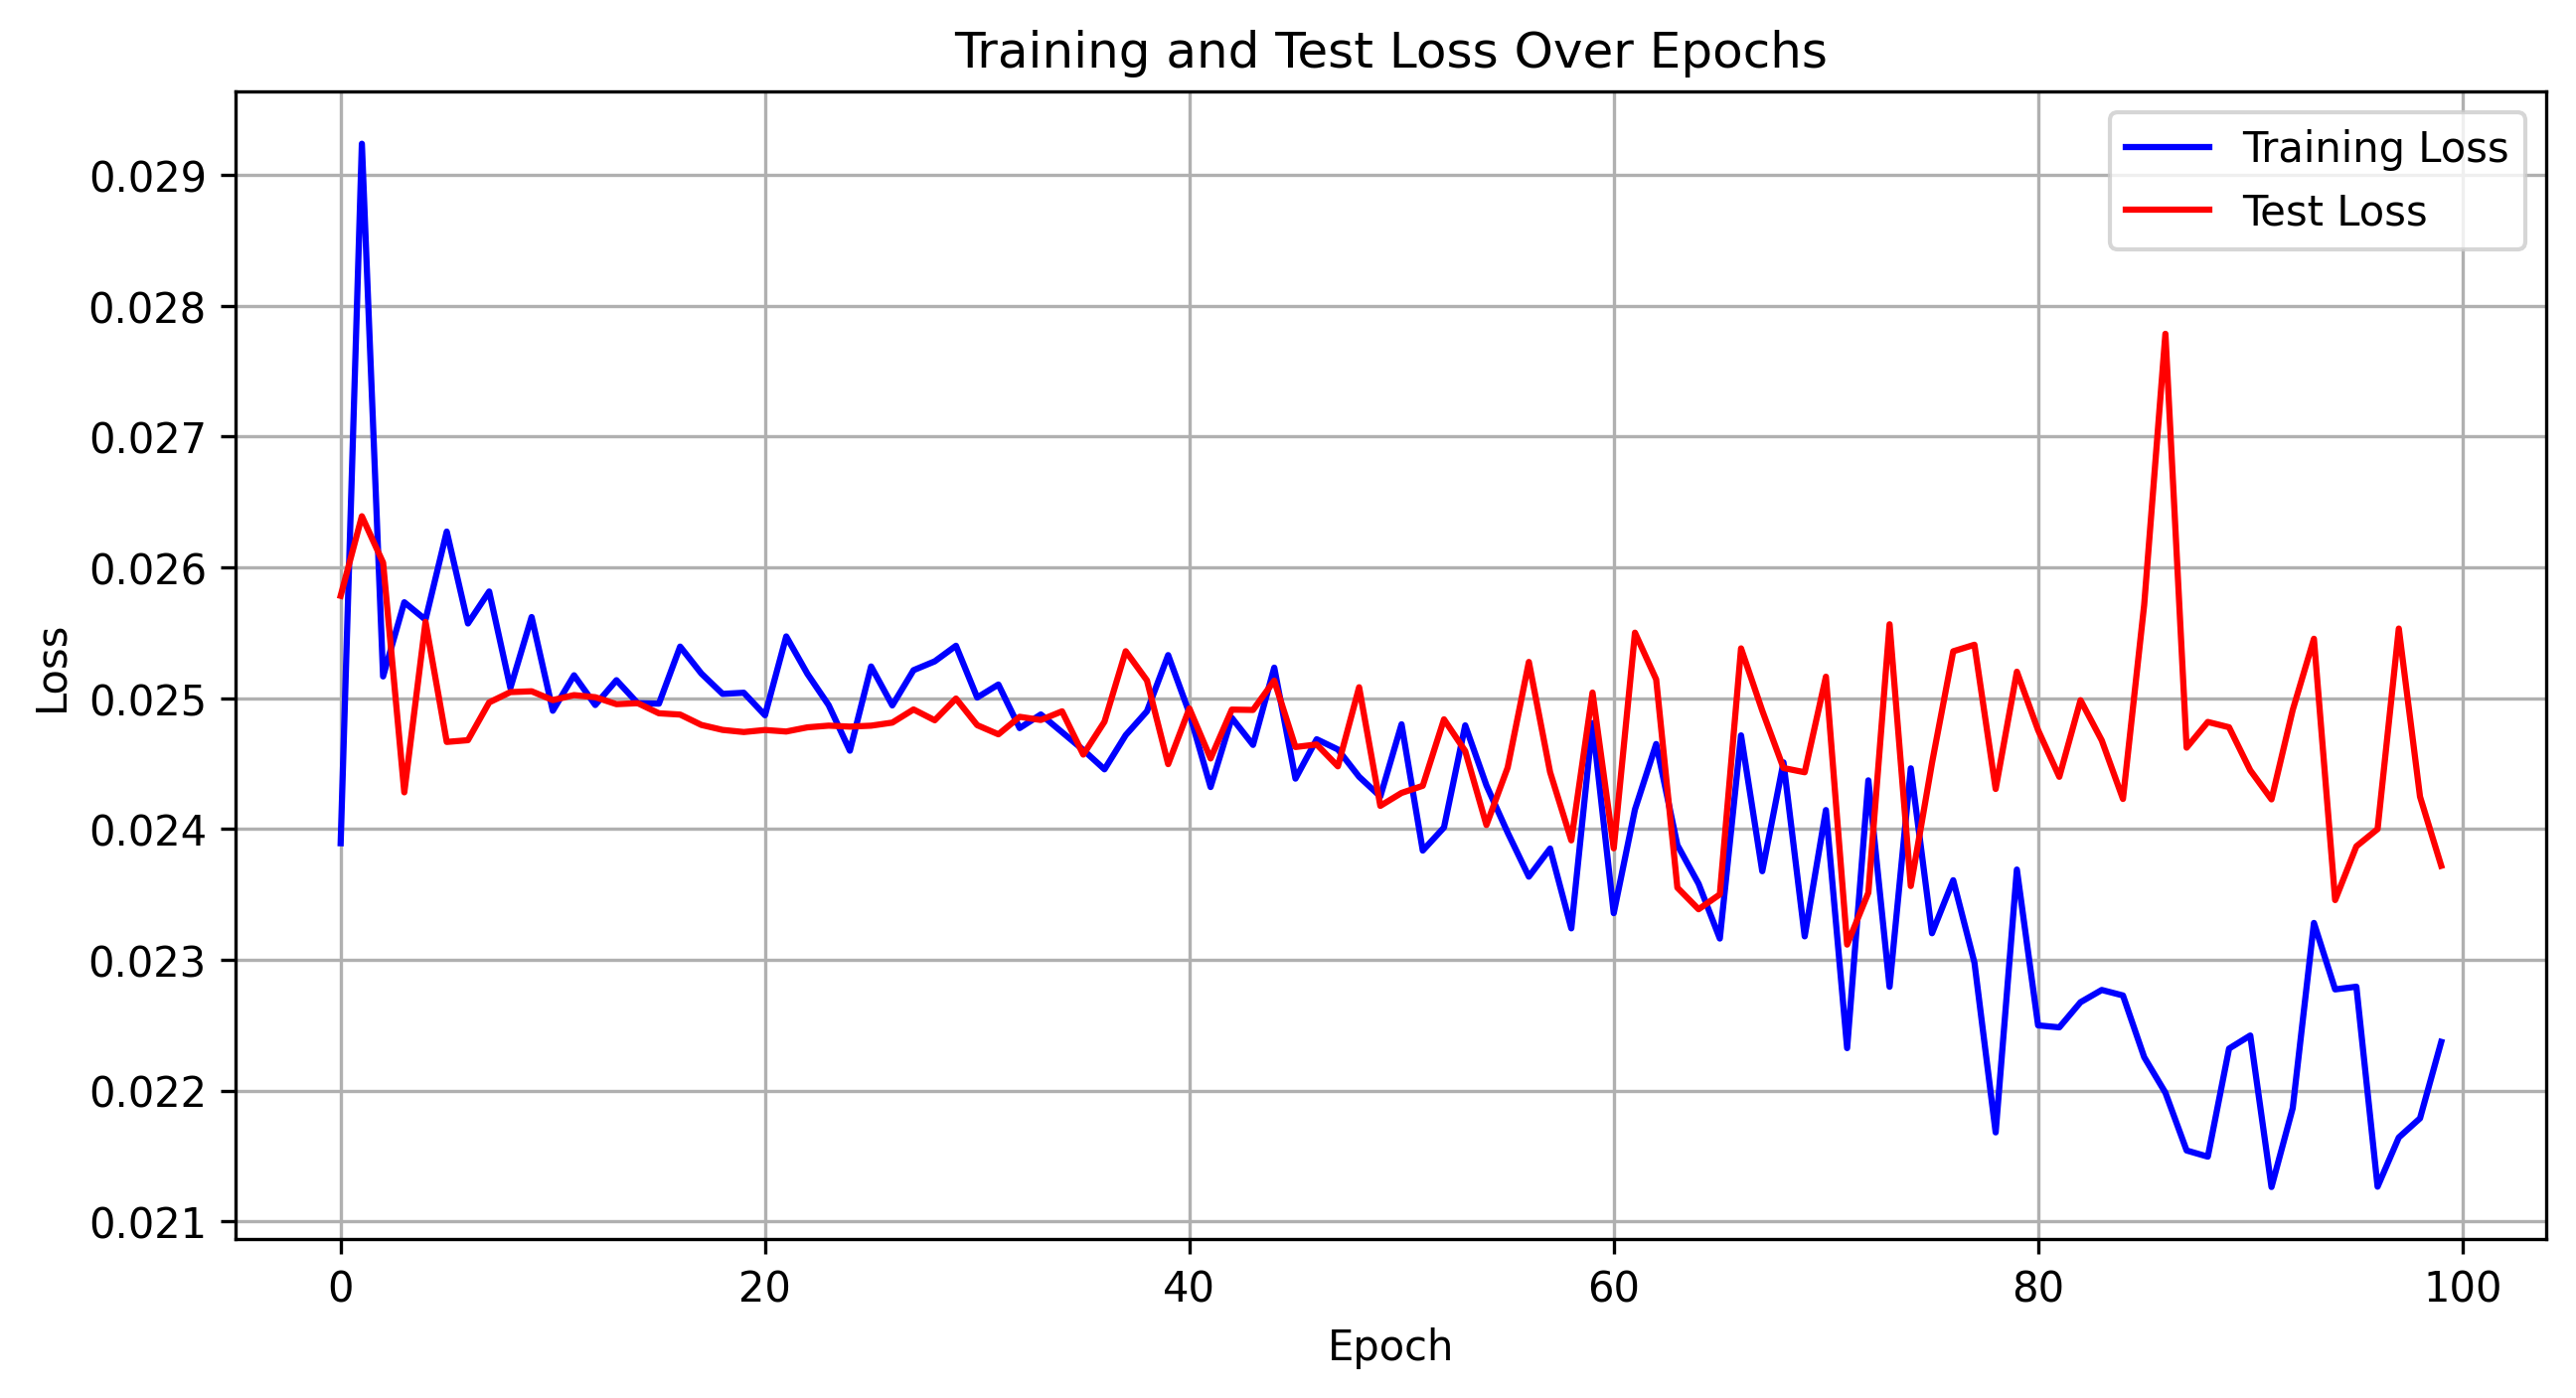 Training and Test Loss Over Epochs
Training Loss
Test Loss
0.029
0.028
0.027
0.026
0.025
0.024
0.023
0.022
0.021
Loss
0 20 40 60 80 100
Epoch